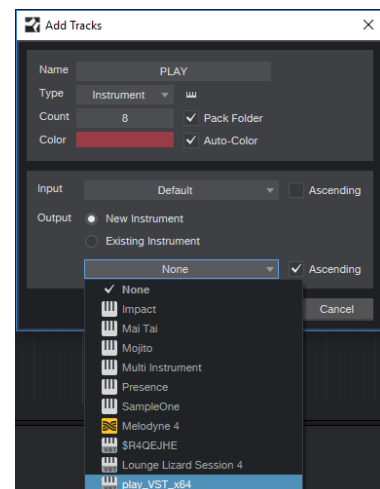 Add Tracks
Name PLAY
Type Instrument
Count 8 Pack Folder
Color Auto-Color
Input Default Ascending
Output New Instrument
Existing Instrument
None Ascending
None
Cancel
Impact
Mai Tai
Mojito
Multi Instrument
Presence
SampleOne
Melodyne 4
$R4QEJHE
Lounge Lizard Session 4
play_VST_x64